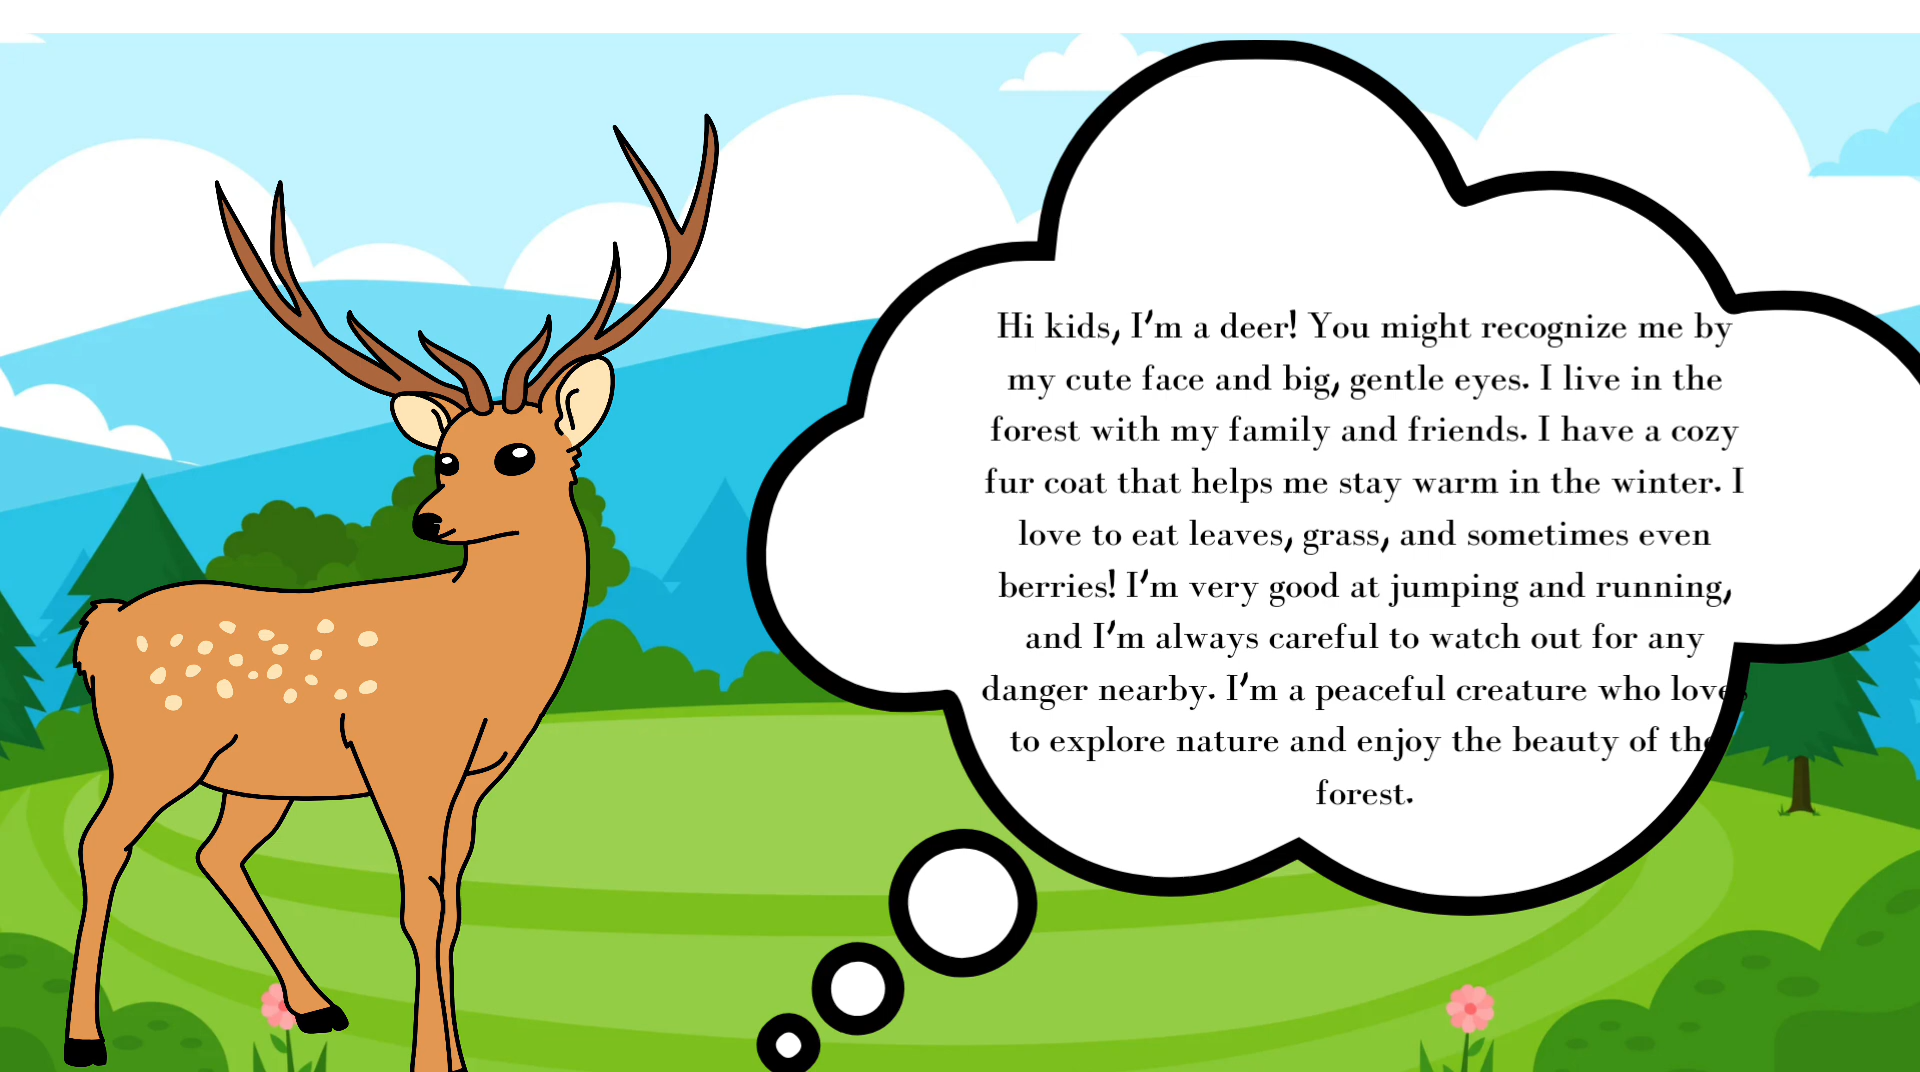 Hi kids, I'm a deer! You might recognize me by
my cute face and big, gentle eyes. I live in the
forest with my family and friends. I have a cozy
fur coat that helps me stay warm in the winter. I
love to eat leaves, grass, and sometimes even
berries! I'm very good at jumping and running,
and I'm always careful to watch out for any
danger nearby. I'm a peaceful creature who loves
to explore nature and enjoy the beauty of the
forest.